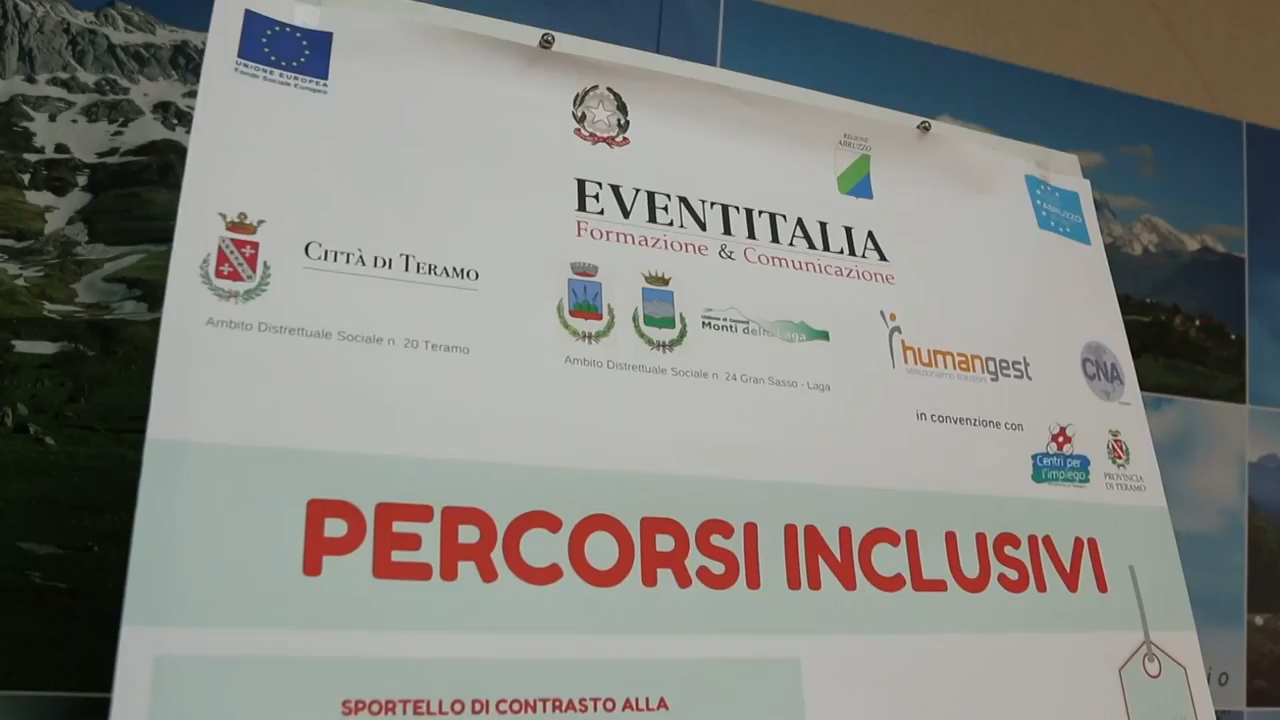 UNIONE EUROPEA
Fondo Sociale Europeo
REGIONE
ABRUZZO
ABRUZZO
EVENTITALIA
Formazione & Comunicazione
CITTÀ DI TERAMO
Ambito Distrettuale Sociale n. 20 Teramo
Monti della Laga
Ambito Distrettuale Sociale n. 24 Gran Sasso - Laga
humangest
selezioniamo soluzioni
CNA
in convenzione con
Centri per
l'impiego
PROVINCIA
DI TERAMO
PERCORSI INCLUSIVI
SPORTELLO DI CONTRASTO ALLA